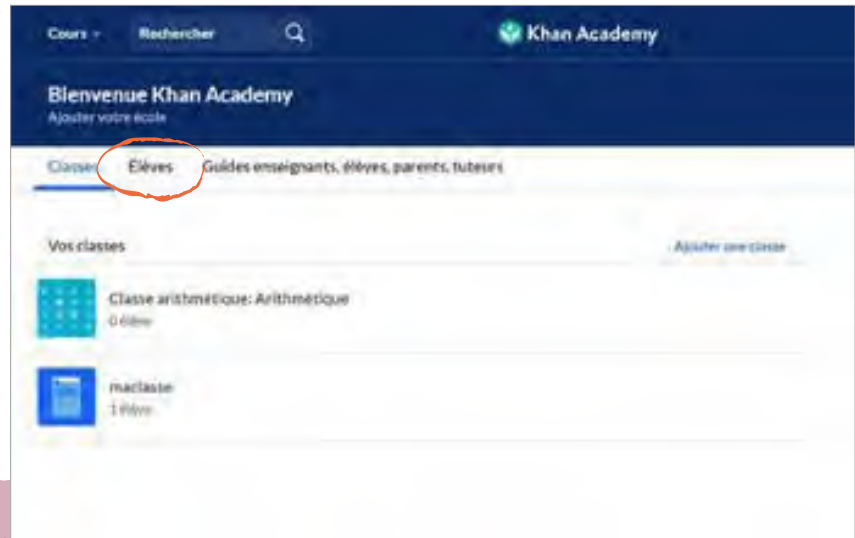 Cours Rechercher Khan Academy
Bienvenue Khan Academy
Ajouter votre école
Classes Élèves Guides enseignants, élèves, parents, tuteurs
Vos classes Ajouter une classe
Classe arithmétique: Arithmétique
0 élève
maclasse
1 élève